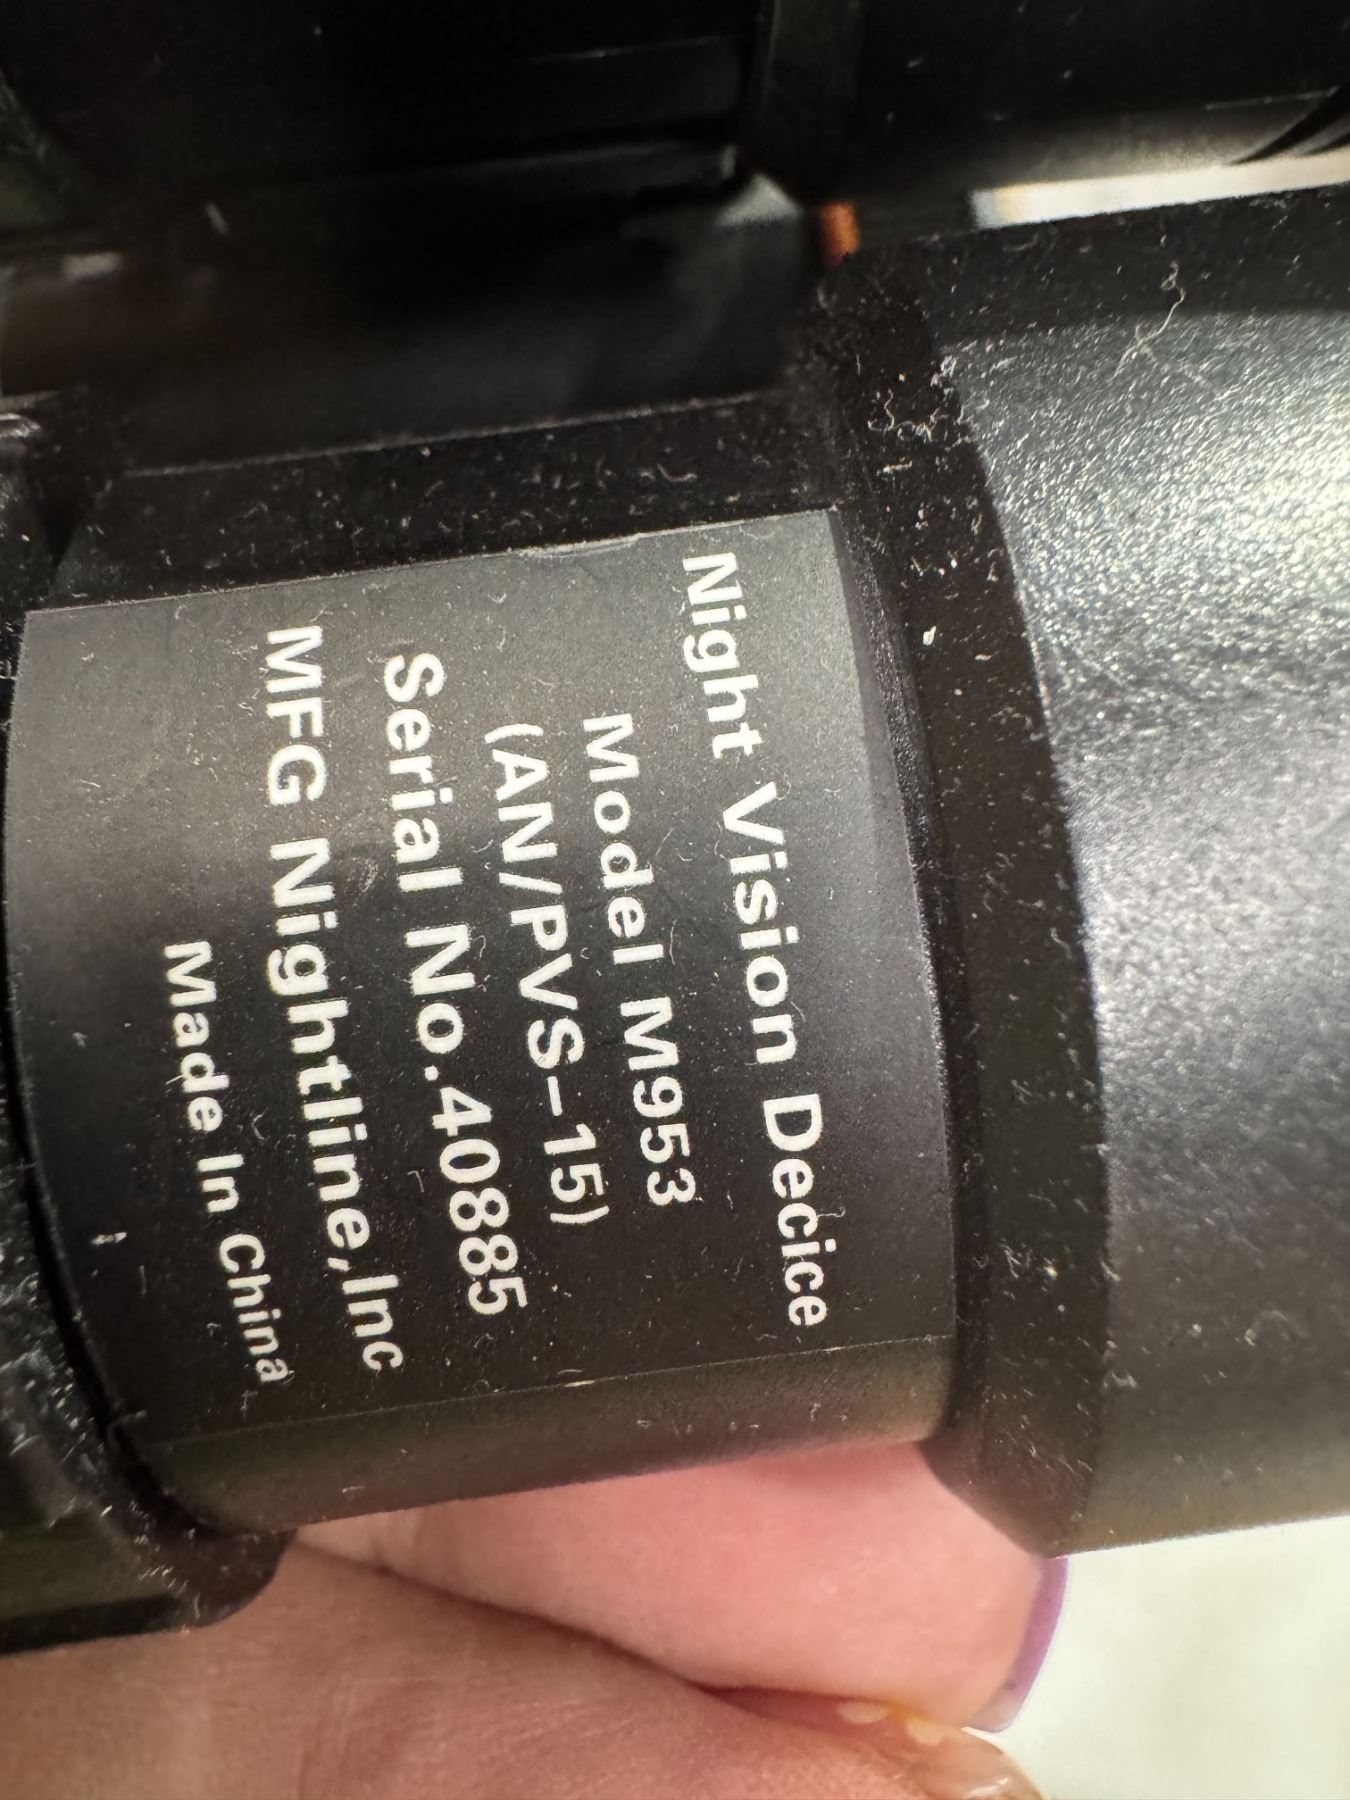 Night Vision Decice
Model M953
(AN/PVS-15)
Serial No.40885
MFG Nightline,Inc
Made In China